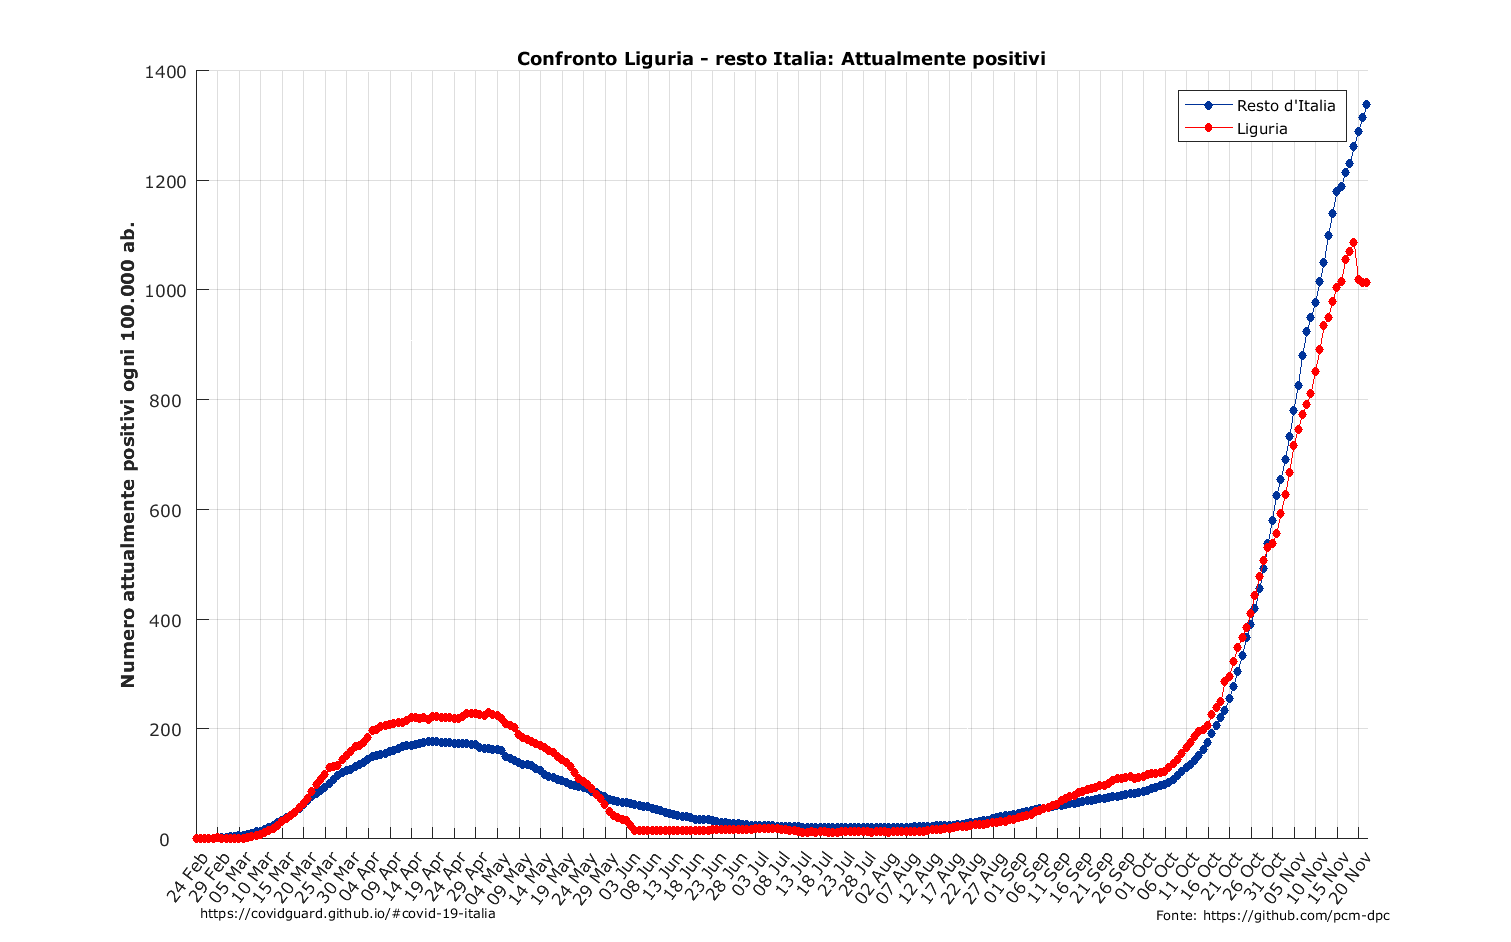 Confronto Liguria - resto Italia: Attualmente positivi
Resto d'Italia
Liguria
Numero attualmente positivi ogni 100.000 ab.
1400
1200
1000
800
600
400
200
0
24 Feb
29 Feb
05 Mar
10 Mar
15 Mar
20 Mar
25 Mar
30 Mar
04 Apr
09 Apr
14 Apr
19 Apr
24 Apr
29 Apr
04 May
09 May
14 May
19 May
24 May
29 May
03 Jun
08 Jun
13 Jun
18 Jun
23 Jun
28 Jun
03 Jul
08 Jul
13 Jul
18 Jul
23 Jul
28 Jul
02 Aug
07 Aug
12 Aug
17 Aug
22 Aug
27 Aug
01 Sep
06 Sep
11 Sep
16 Sep
21 Sep
26 Sep
01 Oct
06 Oct
11 Oct
16 Oct
21 Oct
26 Oct
31 Oct
05 Nov
10 Nov
15 Nov
20 Nov
https://covidguard.github.io/#covid-19-italia
Fonte: https://github.com/pcm-dpc